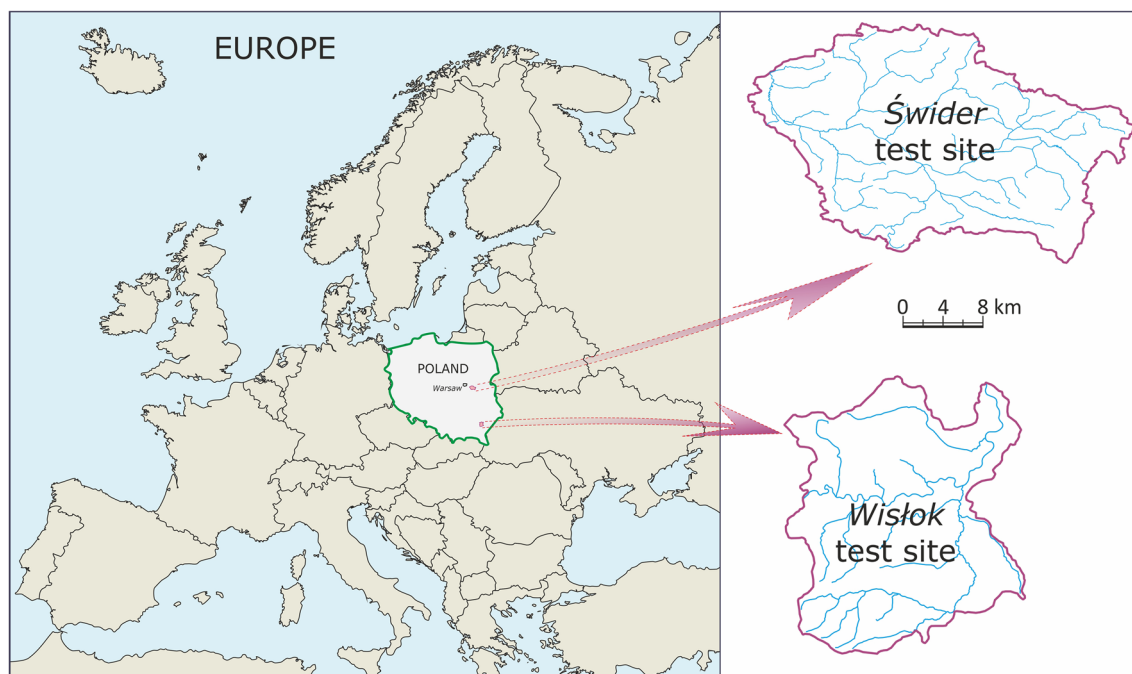 EUROPE
POLAND
Warsaw
Świder
test site
0 4 8 km
Wisłok
test site